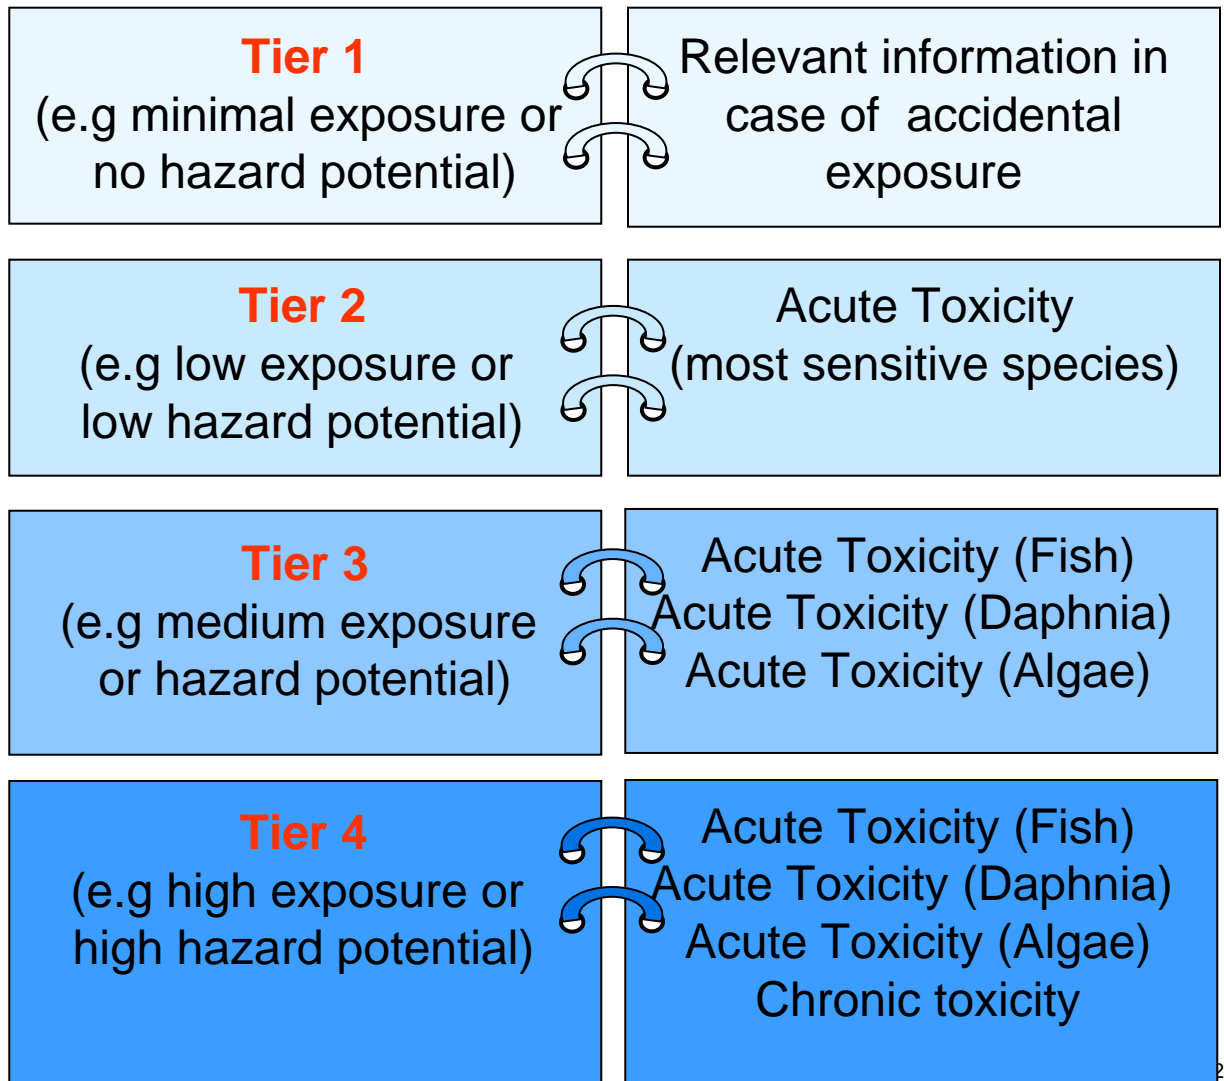 Tier 1
(e.g minimal exposure or
no hazard potential)
Relevant information in
case of  accidental
exposure
Tier 2
(e.g low exposure or
low hazard potential)
Acute Toxicity
(most sensitive species)
Tier 3
(e.g medium exposure
or hazard potential)
Acute Toxicity (Fish)
Acute Toxicity (Daphnia)
Acute Toxicity (Algae)
Tier 4
(e.g high exposure or
high hazard potential)
Acute Toxicity (Fish)
Acute Toxicity (Daphnia)
Acute Toxicity (Algae)
Chronic toxicity